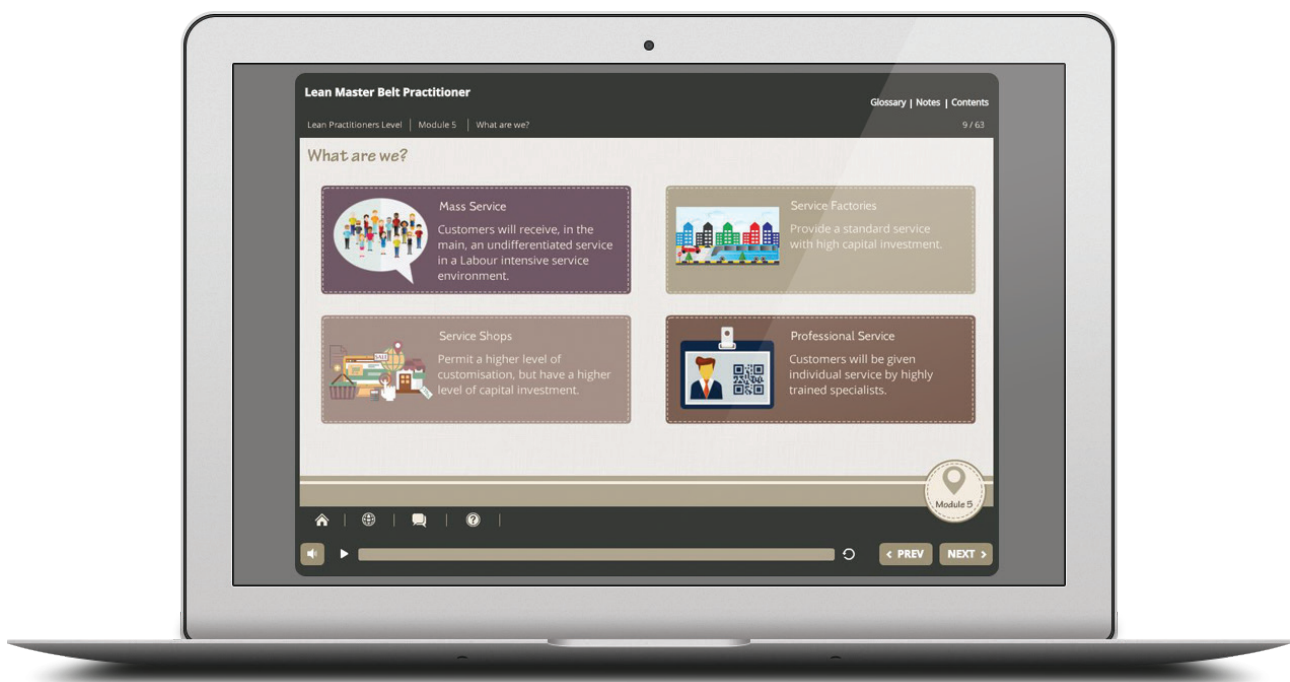 Lean Master Belt Practitioner
Glossary | Notes | Contents
Lean Practitioners Level | Module 5 | What are we?
9 / 63
What are we?
Mass Service
Customers will receive, in the
main, an undifferentiated service
in a Labour intensive service
environment.
Service Factories
Provide a standard service
with high capital investment.
Service Shops
Permit a higher level of
customisation, but have a higher
level of capital investment.
Professional Service
Customers will be given
individual service by highly
trained specialists.
Module 5
< PREV
NEXT >